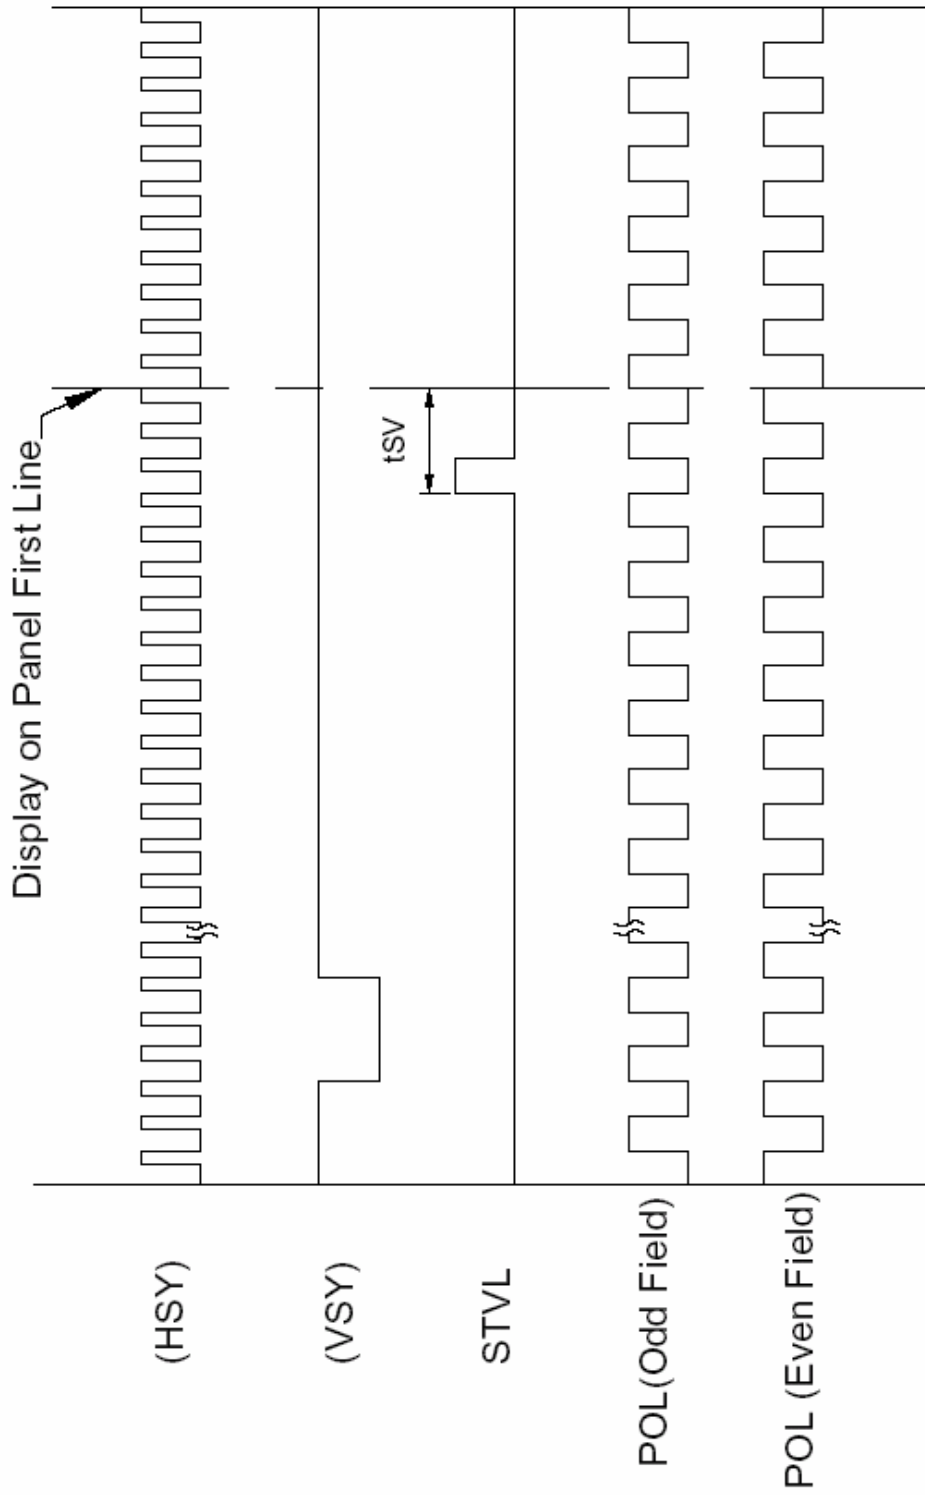 Display on Panel First Line
(HSY)
(VSY)
tSV
STVL
POL(Odd Field)
POL (Even Field)